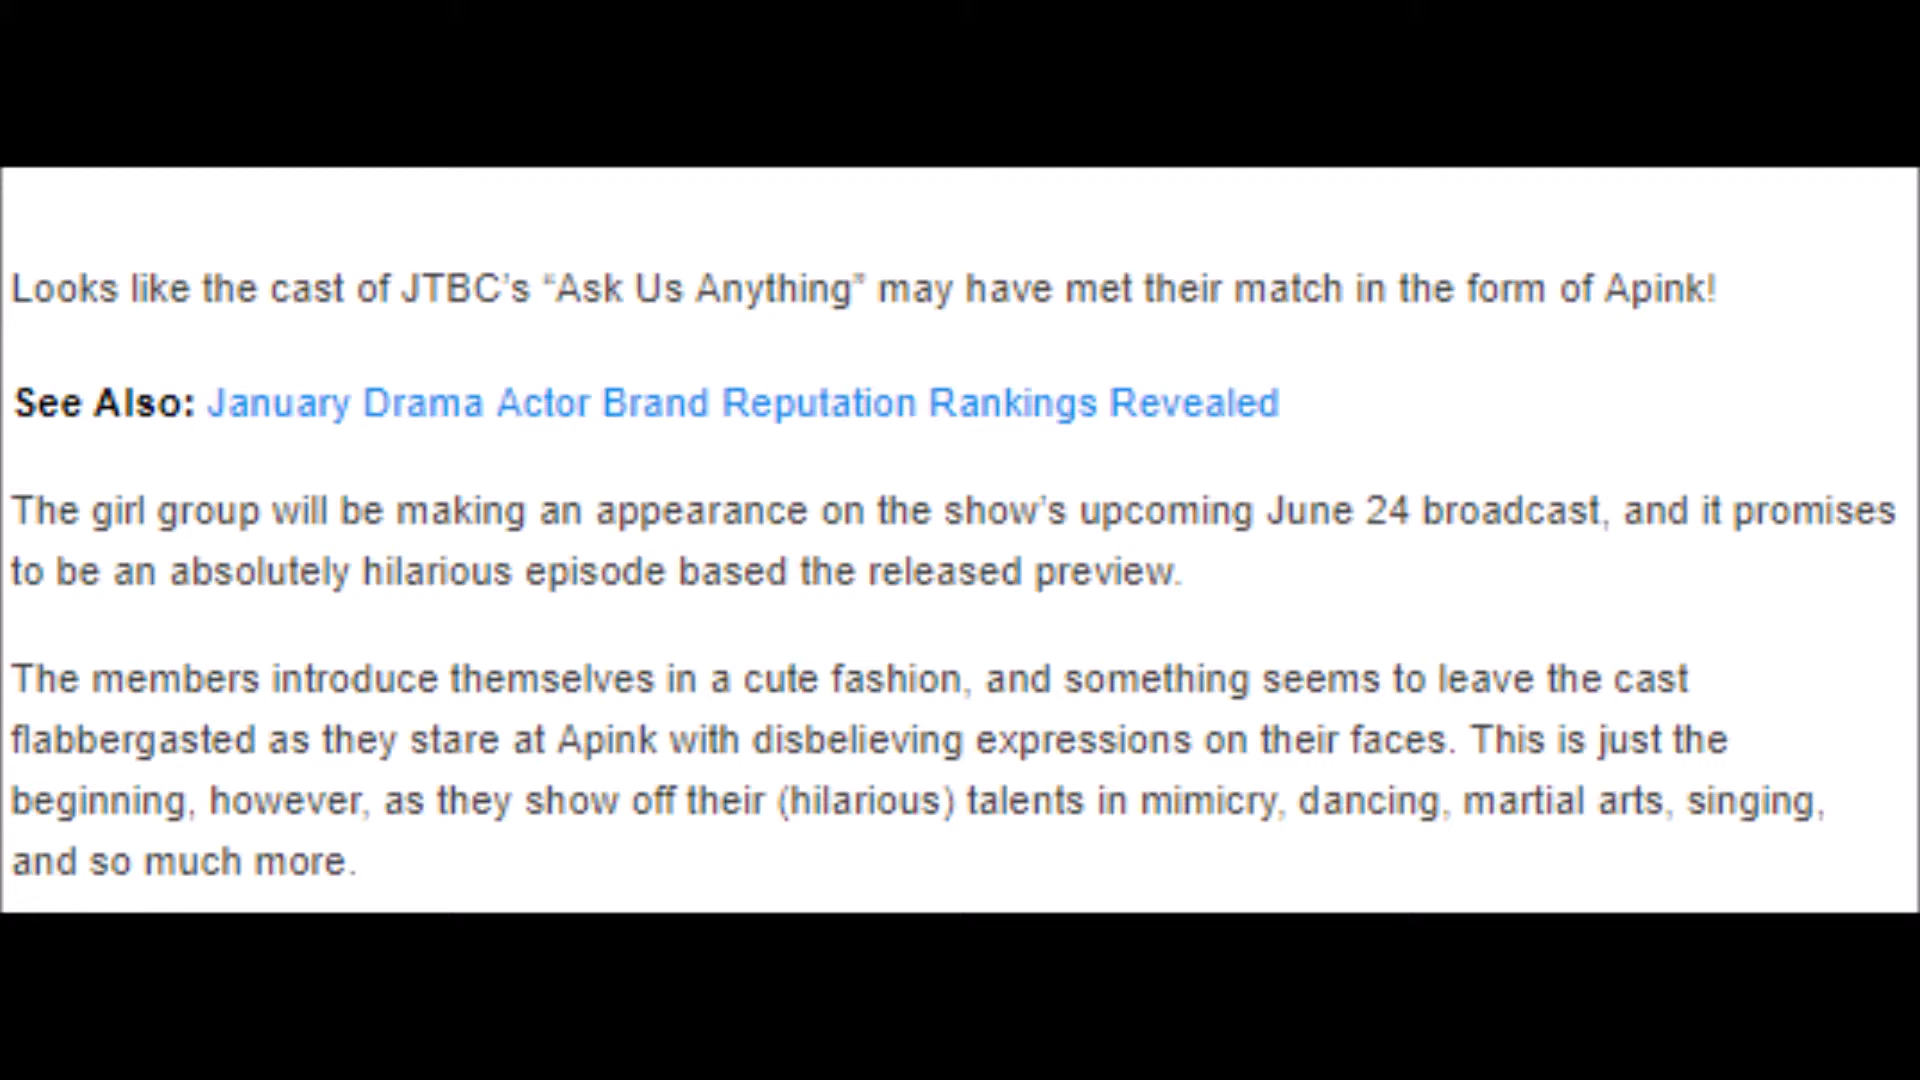 Looks like the cast of JTBC’s “Ask Us Anything” may have met their match in the form of Apink!
See Also: January Drama Actor Brand Reputation Rankings Revealed
The girl group will be making an appearance on the show’s upcoming June 24 broadcast, and it promises
to be an absolutely hilarious episode based the released preview.
The members introduce themselves in a cute fashion, and something seems to leave the cast
flabbergasted as they stare at Apink with disbelieving expressions on their faces. This is just the
beginning, however, as they show off their (hilarious) talents in mimicry, dancing, martial arts, singing,
and so much more.